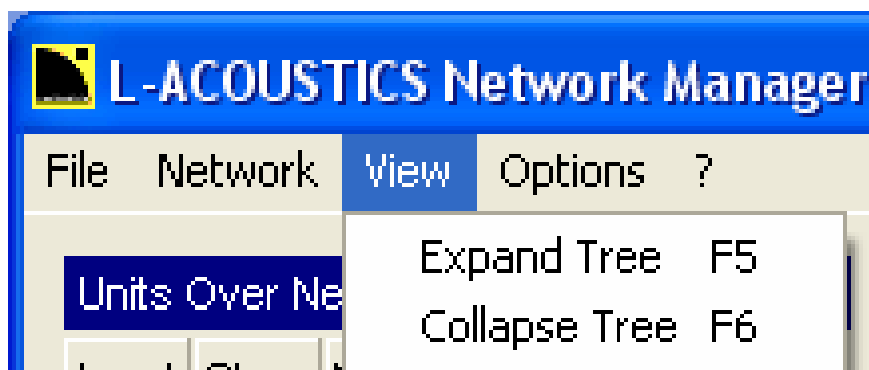 L-ACOUSTICS Network Manager
File Network View Options ?
Expand Tree F5
Units Over Ne
Collapse Tree F6